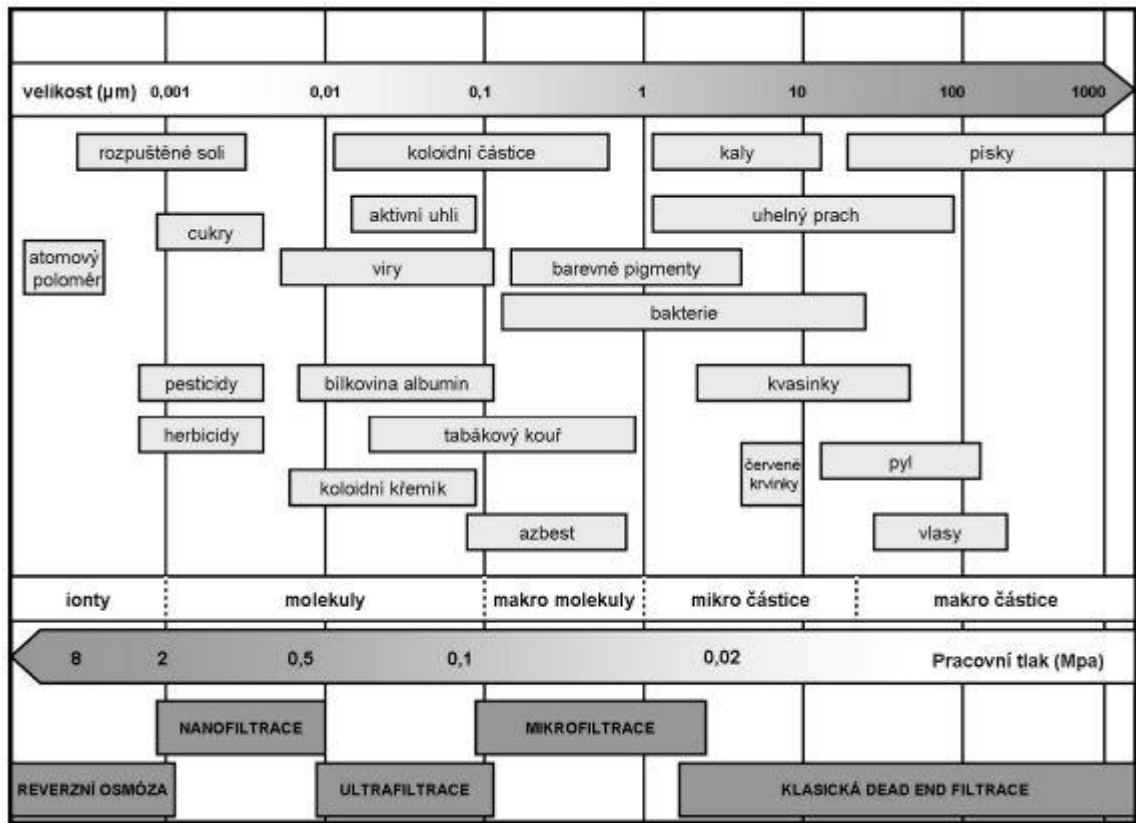 velikost (µm) 0,001 0,01 0,1 1 10 100 1000
rozpuštěné soli koloidní částice kaly písky
aktivní uhli uhelný prach
cukry
atomový
poloměr
viry barevné pigmenty
bakterie
pesticidy bílkovina albumin kvasinky
herbicidy tabákový kouř
červené
krvinky
pyl
koloidní křemík
azbest vlasy
ionty molekuly makro molekuly mikro částice makro částice
8 2 0,5 0,1 0,02 Pracovní tlak (Mpa)
NANOFILTRACE MIKROFILTRACE
REVERZNÍ OSMÓZA ULTRAFILTRACE KLASICKÁ DEAD END FILTRACE